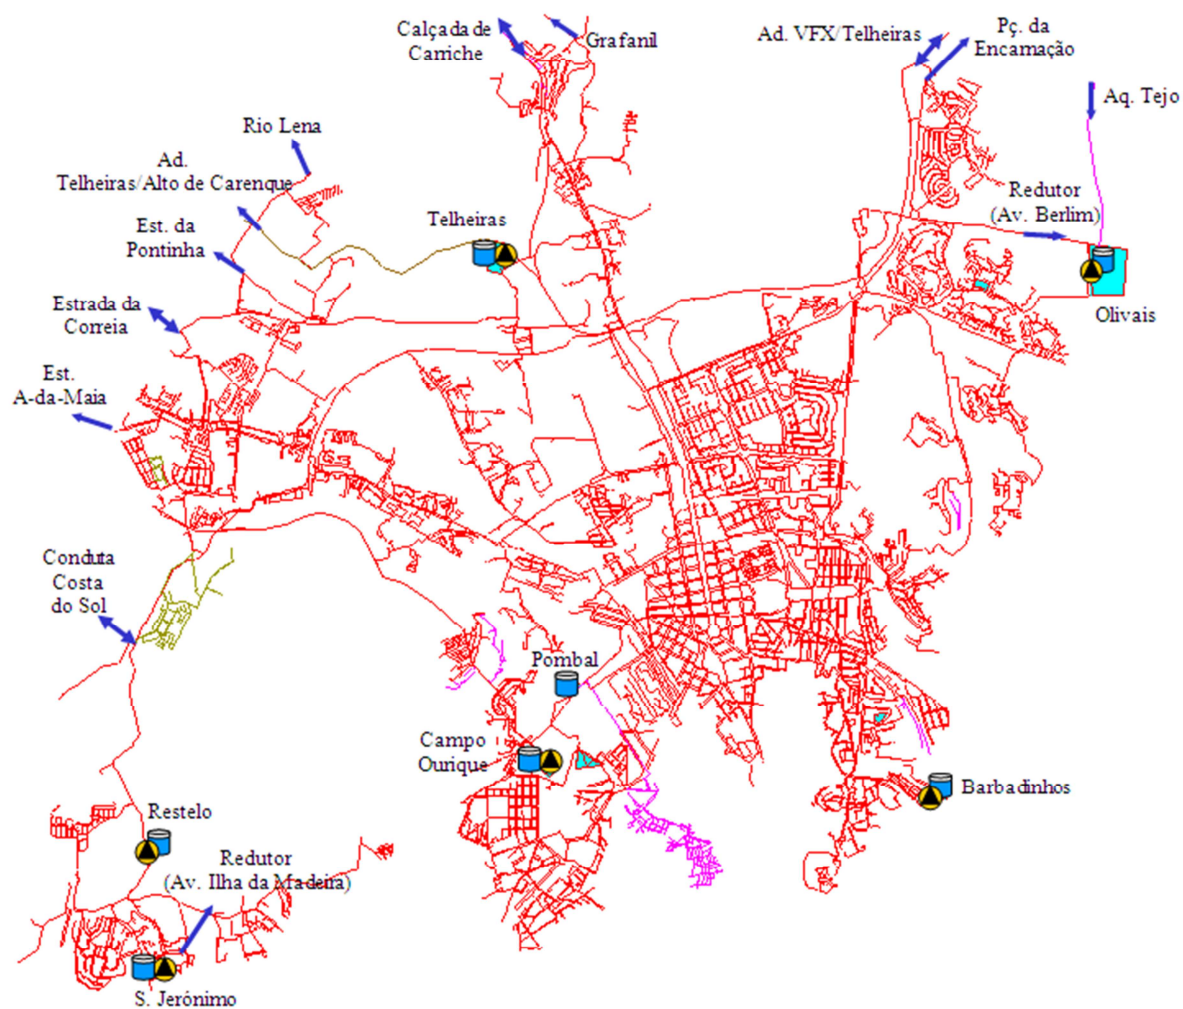 Calçada de
Carriche
Grafanil
Ad. VFX/Telheiras
Pç. da
Encarnação
Aq. Tejo
Rio Lena
Ad.
Telheiras/Alto de Carenque
Est. da
Pontinha
Telheiras
Redutor
(Av. Berlim)
Estrada da
Correia
Olivais
Est.
A-da-Maia
Conduta
Costa
do Sol
Pombal
Campo
Ourique
Barbadinhos
Restelo
Redutor
(Av. Ilha da Madeira)
S. Jerónimo